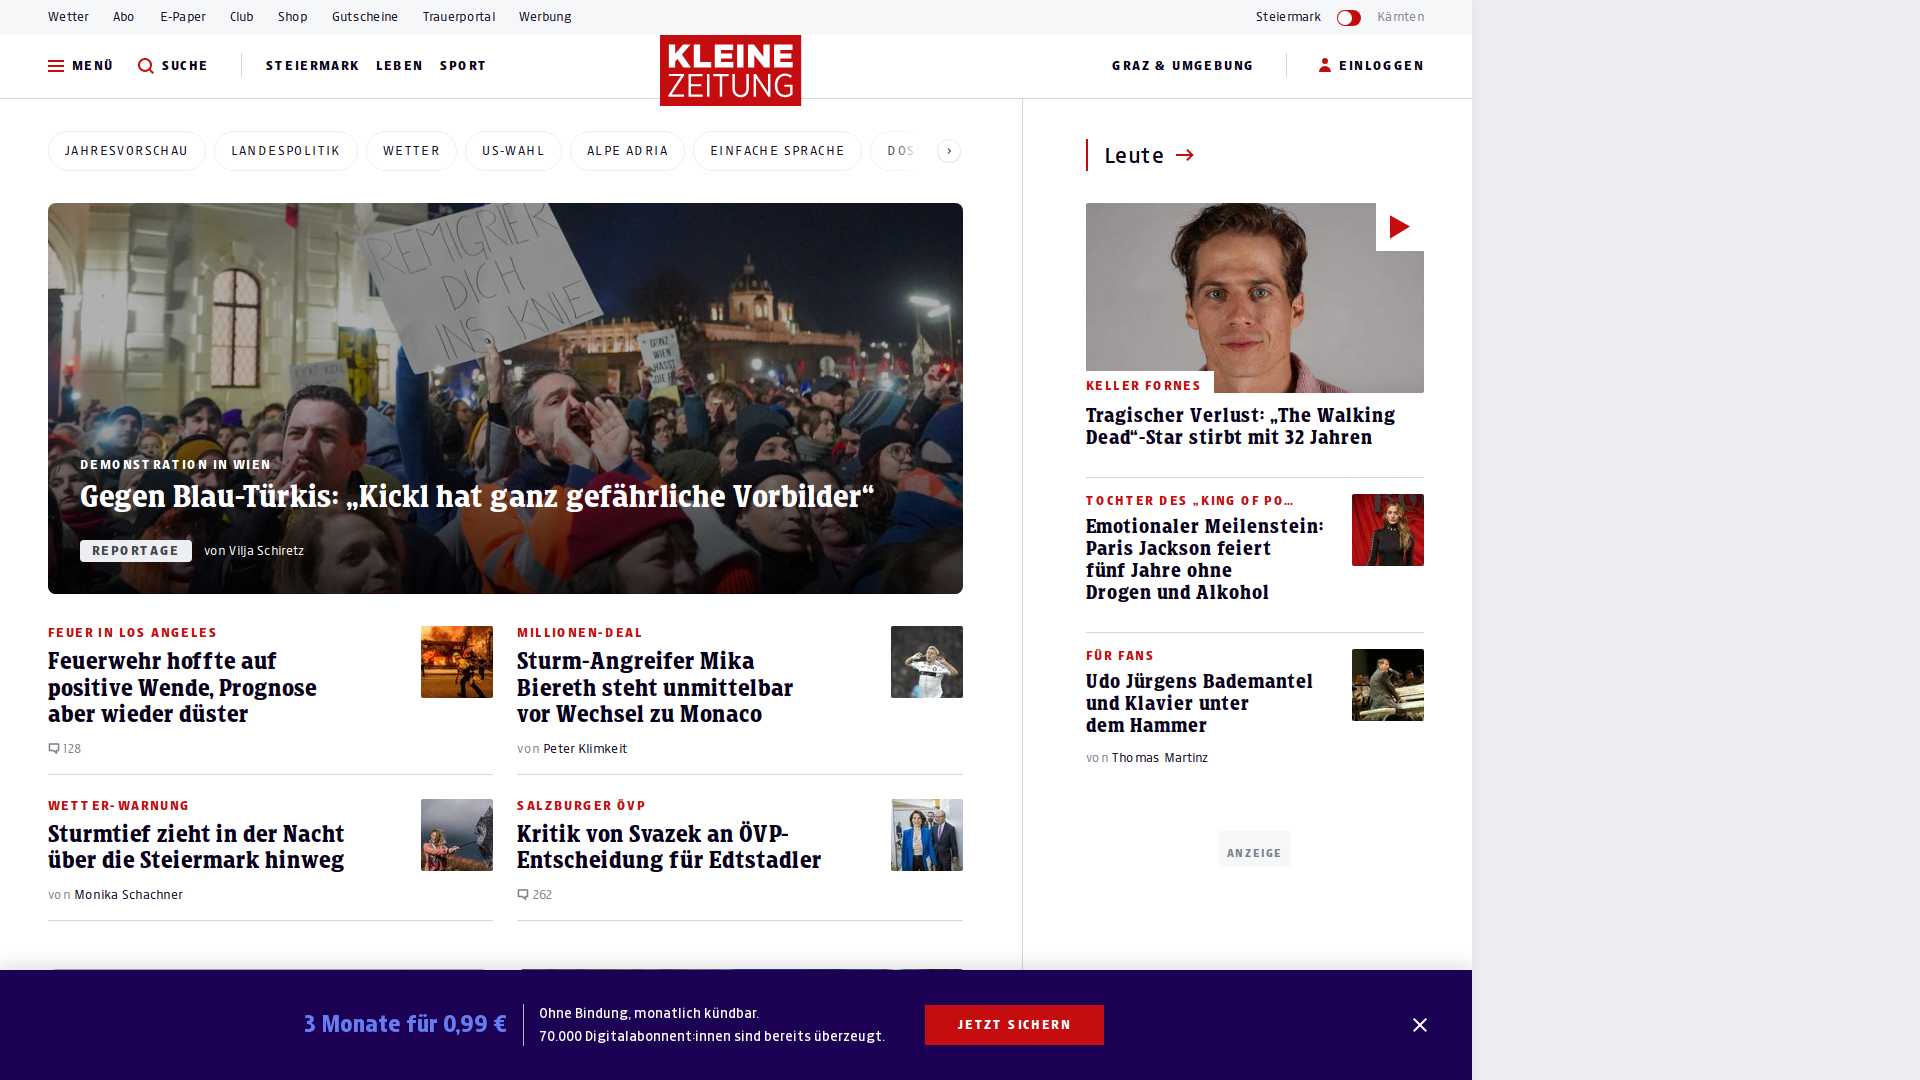 Wetter Abo E-Paper Club Shop Gutscheine Trauerportal Werbung Steiermark Kärnten
MENÜ SUCHE STEIERMARK LEBEN SPORT KLEINE ZEITUNG GRAZ & UMGEBUNG EINLOGGEN
JAHRESVORSCHAU LANDESPOLITIK WETTER US-WAHL ALPE ADRIA EINFACHE SPRACHE DOS
REMIGRIER
DICH
INS KNIE
GANZ
WIEN
HASST
DIE F
DEMONSTRATION IN WIEN
Gegen Blau-Türkis: „Kickl hat ganz gefährliche Vorbilder“
REPORTAGE von Vilja Schiretz
FEUER IN LOS ANGELES
Feuerwehr hoffte auf
positive Wende, Prognose
aber wieder düster
128
MILLIONEN-DEAL
Sturm-Angreifer Mika
Biereth steht unmittelbar
vor Wechsel zu Monaco
von Peter Klimkeit
WETTER-WARNUNG
Sturmtief zieht in der Nacht
über die Steiermark hinweg
von Monika Schachner
SALZBURGER ÖVP
Kritik von Svazek an ÖVP-
Entscheidung für Edtstadler
262
Leute
KELLER FORNES
Tragischer Verlust: „The Walking
Dead“-Star stirbt mit 32 Jahren
TOCHTER DES „KING OF PO...
Emotionaler Meilenstein:
Paris Jackson feiert
fünf Jahre ohne
Drogen und Alkohol
FÜR FANS
Udo Jürgens Bademantel
und Klavier unter
dem Hammer
von Thomas Martinz
ANZEIGE
3 Monate für 0,99 €
Ohne Bindung, monatlich kündbar.
70.000 Digitalabonnent:innen sind bereits überzeugt.
JETZT SICHERN